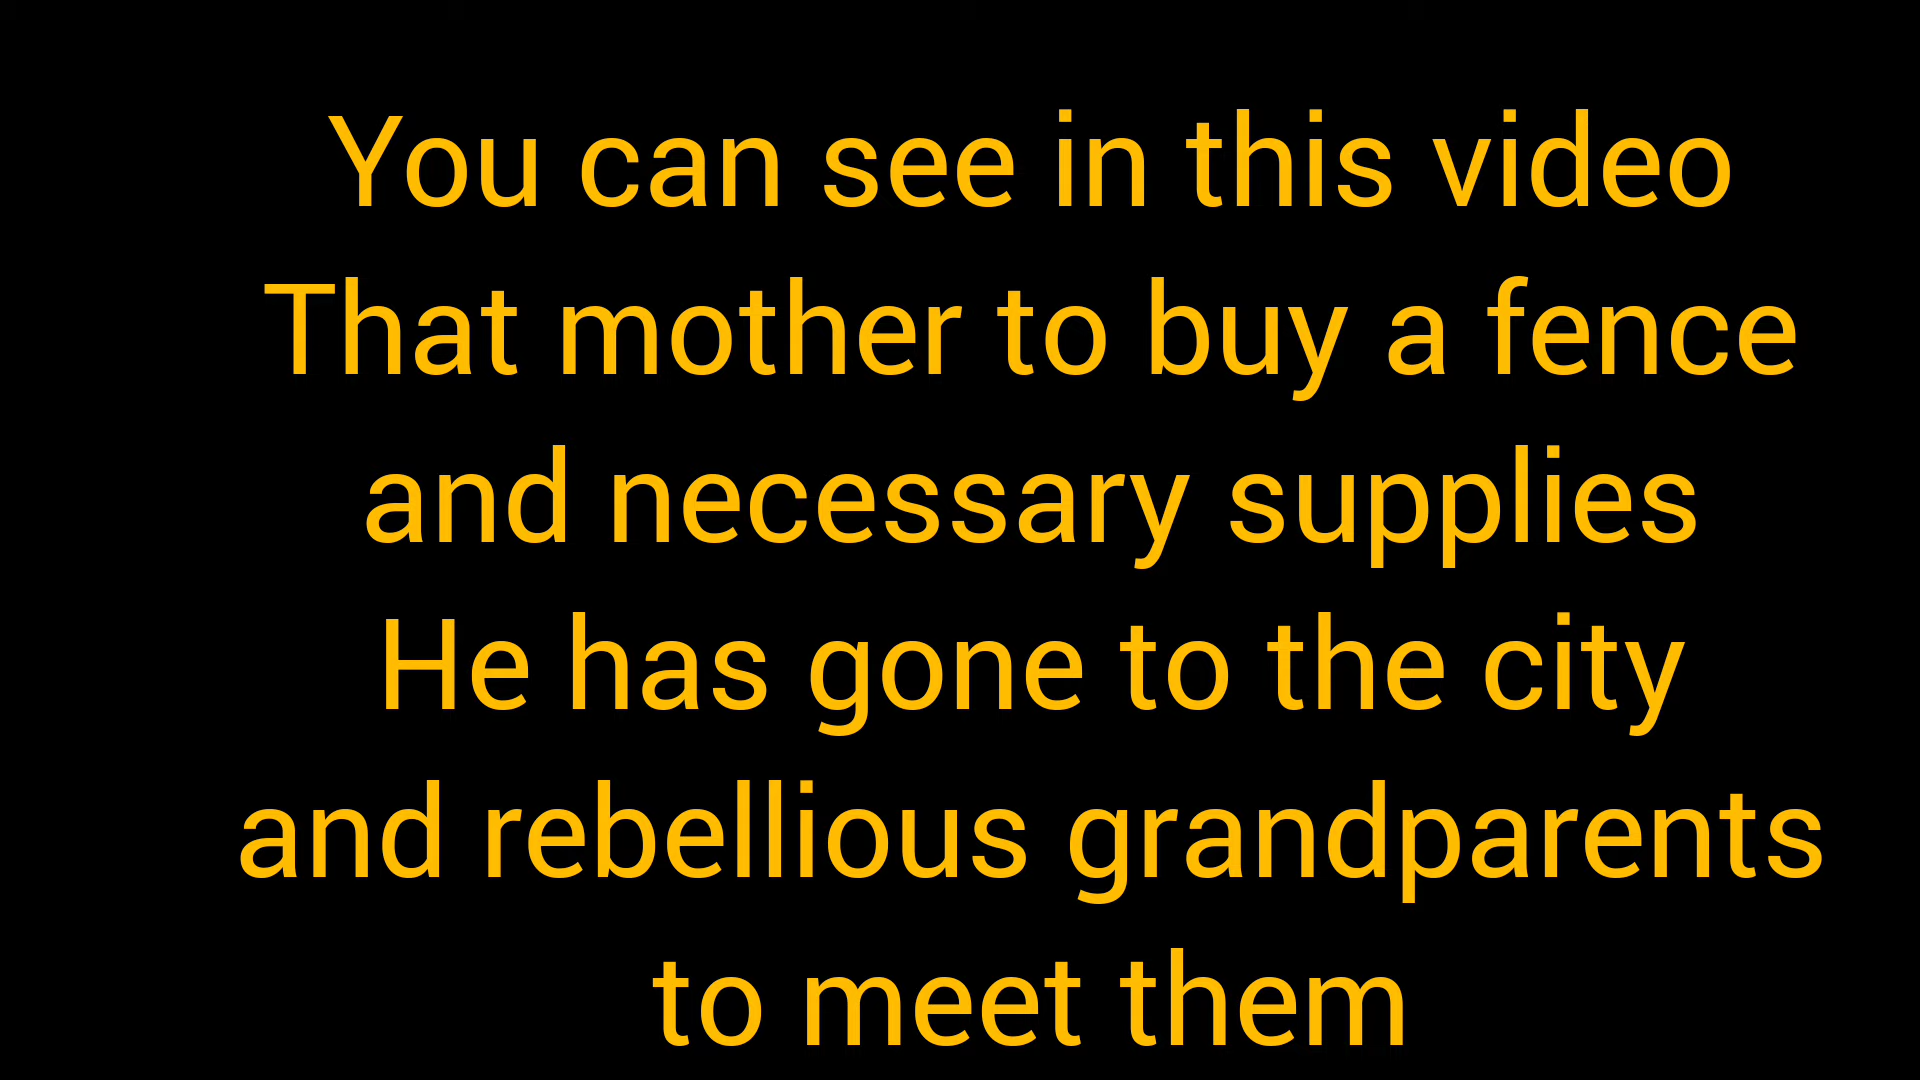 You can see in this video
That mother to buy a fence
and necessary supplies
He has gone to the city
and rebellious grandparents
to meet them